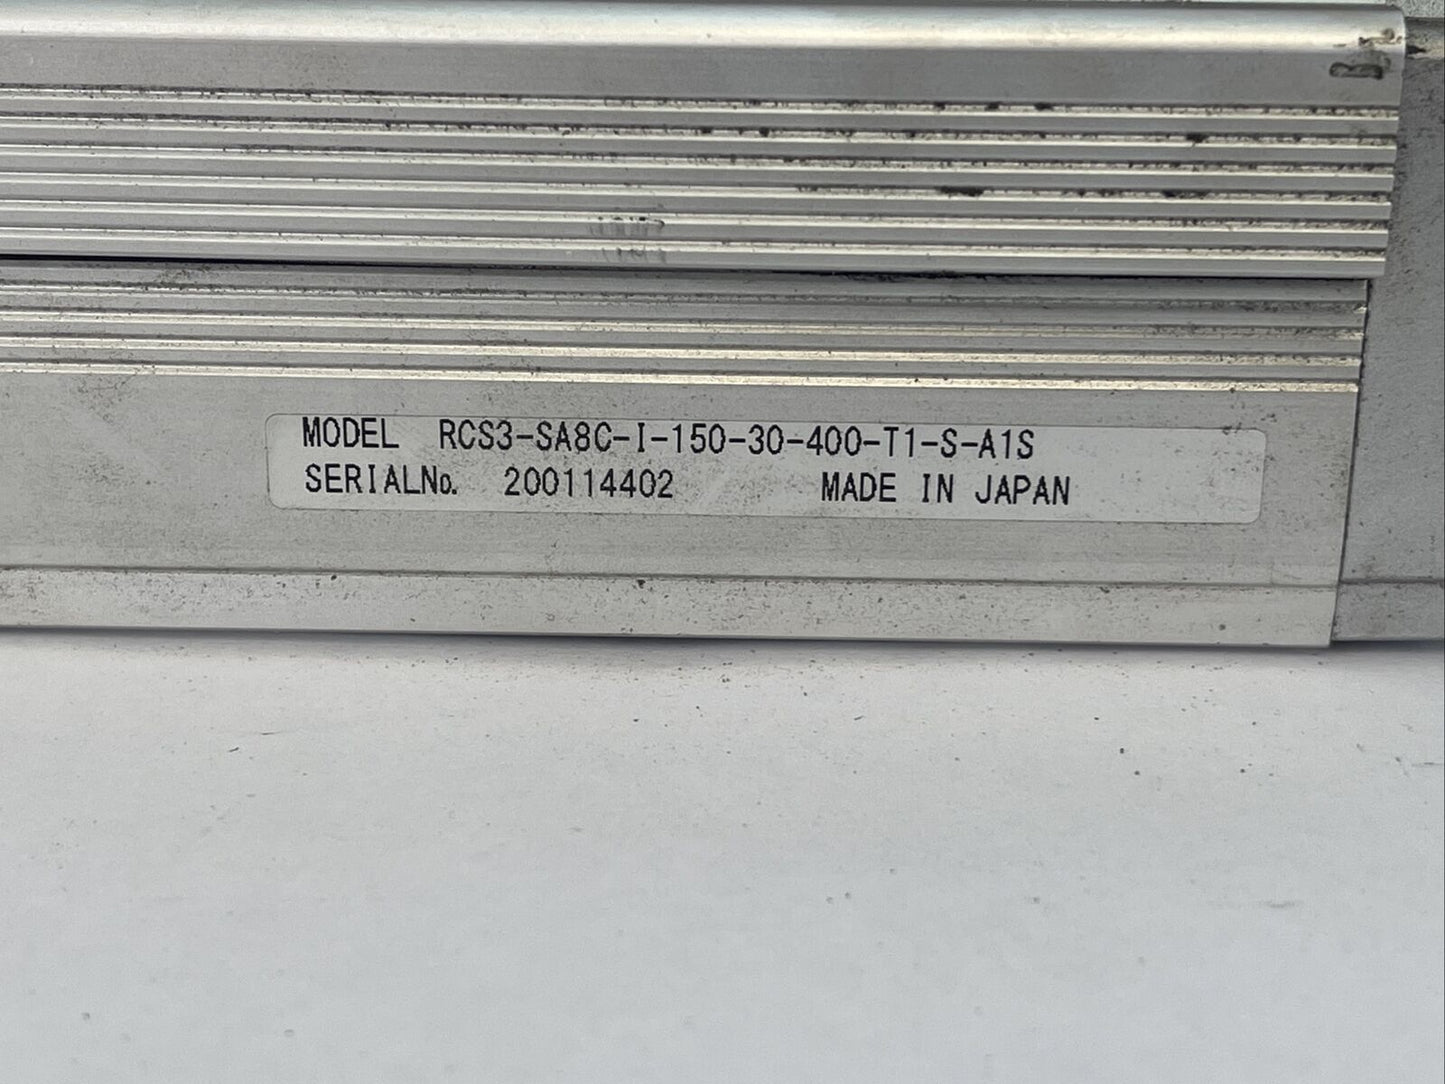 MODEL RCS3-SA8C-I-150-30-400-T1-S-A1S
SERIALNo. 200114402 MADE IN JAPAN